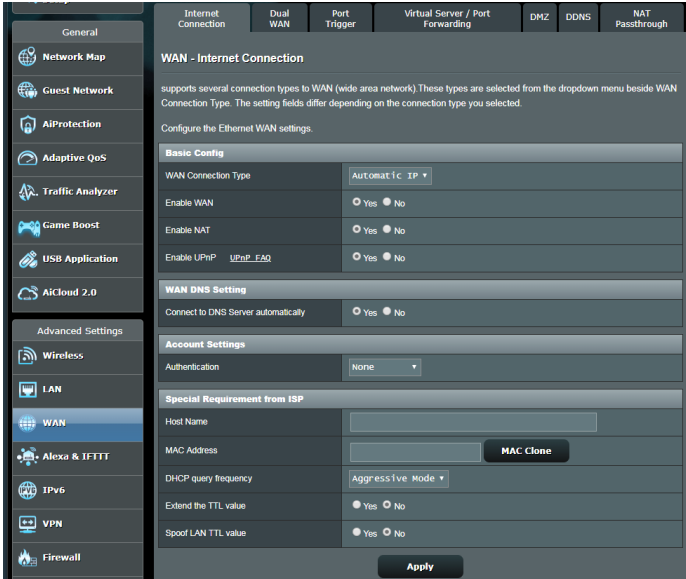 General
Network Map
Guest Network
AiProtection
Adaptive QoS
Traffic Analyzer
Game Boost
USB Application
AiCloud 2.0
Advanced Settings
Wireless
LAN
WAN
Alexa & IFTTT
IPv6
VPN
Firewall
Internet Connection
Dual WAN
Port Trigger
Virtual Server / Port Forwarding
DMZ
DDNS
NAT Passthrough
WAN - Internet Connection
supports several connection types to WAN (wide area network).These types are selected from the dropdown menu beside WAN
Connection Type. The setting fields differ depending on the connection type you selected.
Configure the Ethernet WAN settings.
Basic Config
WAN Connection Type Automatic IP
Enable WAN Yes No
Enable NAT Yes No
Enable UPnP UPnP FAQ Yes No
WAN DNS Setting
Connect to DNS Server automatically Yes No
Account Settings
Authentication None
Special Requirement from ISP
Host Name
MAC Address MAC Clone
DHCP query frequency Aggressive Mode
Extend the TTL value Yes No
Spoof LAN TTL value Yes No
Apply